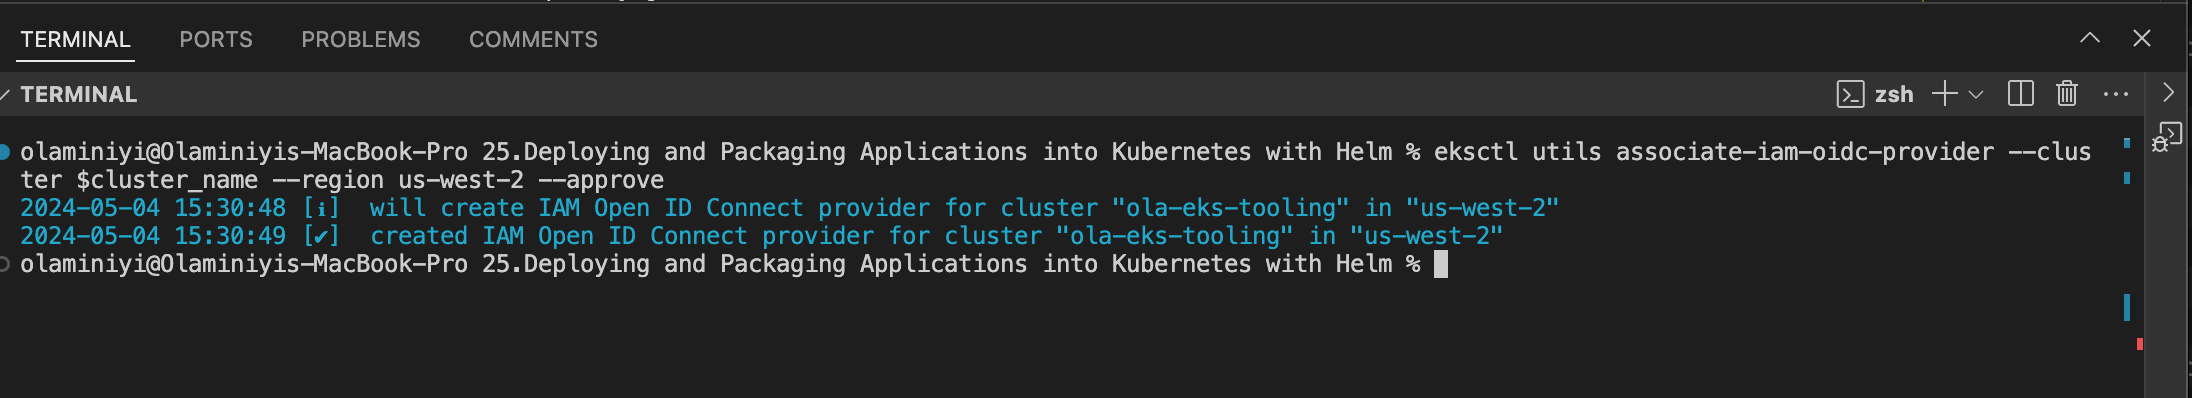 TERMINAL PORTS PROBLEMS COMMENTS
TERMINAL zsh
olaminiyi@Olaminiyis-MacBook-Pro 25.Deploying and Packaging Applications into Kubernetes with Helm % eksctl utils associate-iam-oidc-provider --clus
ter $cluster_name --region us-west-2 --approve
2024-05-04 15:30:48 [ℹ]  will create IAM Open ID Connect provider for cluster "ola-eks-tooling" in "us-west-2"
2024-05-04 15:30:49 [✔]  created IAM Open ID Connect provider for cluster "ola-eks-tooling" in "us-west-2"
olaminiyi@Olaminiyis-MacBook-Pro 25.Deploying and Packaging Applications into Kubernetes with Helm %